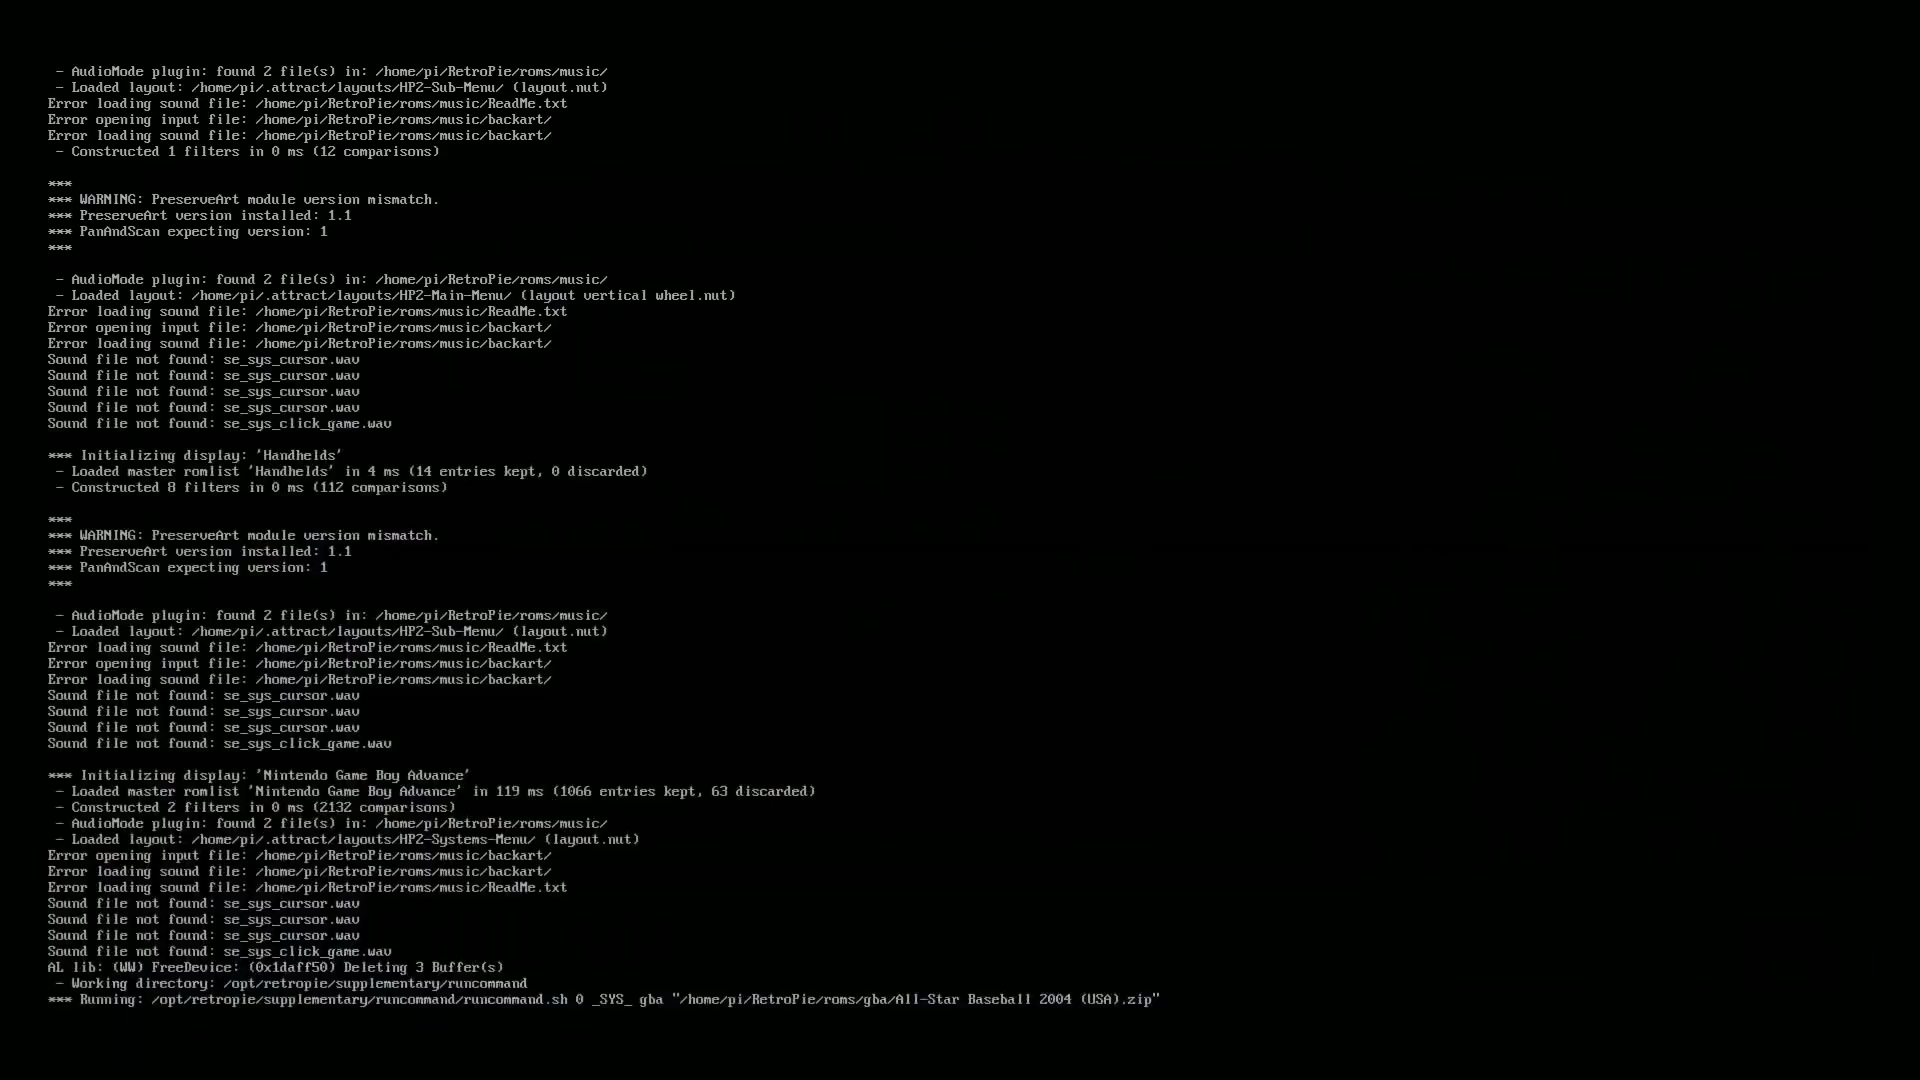 - AudioMode plugin: found 2 file(s) in: /home/pi/RetroPie/roms/music/
- Loaded layout: /home/pi/.attract/layouts/HP2-Sub-Menu/ (layout.nut)
Error loading sound file: /home/pi/RetroPie/roms/music/ReadMe.txt
Error opening input file: /home/pi/RetroPie/roms/music/backart/
Error loading sound file: /home/pi/RetroPie/roms/music/backart/
- Constructed 1 filters in 0 ms (12 comparisons)
***
*** WARNING: PreserveArt module version mismatch.
*** PreserveArt version installed: 1.1
*** PanAndScan expecting version: 1
***
- AudioMode plugin: found 2 file(s) in: /home/pi/RetroPie/roms/music/
- Loaded layout: /home/pi/.attract/layouts/HP2-Main-Menu/ (layout vertical wheel.nut)
Error loading sound file: /home/pi/RetroPie/roms/music/ReadMe.txt
Error opening input file: /home/pi/RetroPie/roms/music/backart/
Error loading sound file: /home/pi/RetroPie/roms/music/backart/
Sound file not found: se_sys_cursor.wav
Sound file not found: se_sys_cursor.wav
Sound file not found: se_sys_cursor.wav
Sound file not found: se_sys_cursor.wav
Sound file not found: se_sys_click_game.wav
*** Initializing display: 'Handhelds'
- Loaded master romlist 'Handhelds' in 4 ms (14 entries kept, 0 discarded)
- Constructed 8 filters in 0 ms (112 comparisons)
***
*** WARNING: PreserveArt module version mismatch.
*** PreserveArt version installed: 1.1
*** PanAndScan expecting version: 1
***
- AudioMode plugin: found 2 file(s) in: /home/pi/RetroPie/roms/music/
- Loaded layout: /home/pi/.attract/layouts/HP2-Sub-Menu/ (layout.nut)
Error loading sound file: /home/pi/RetroPie/roms/music/ReadMe.txt
Error opening input file: /home/pi/RetroPie/roms/music/backart/
Error loading sound file: /home/pi/RetroPie/roms/music/backart/
Sound file not found: se_sys_cursor.wav
Sound file not found: se_sys_cursor.wav
Sound file not found: se_sys_cursor.wav
Sound file not found: se_sys_click_game.wav
*** Initializing display: 'Nintendo Game Boy Advance'
- Loaded master romlist 'Nintendo Game Boy Advance' in 119 ms (1066 entries kept, 63 discarded)
- Constructed 2 filters in 0 ms (2132 comparisons)
- AudioMode plugin: found 2 file(s) in: /home/pi/RetroPie/roms/music/
- Loaded layout: /home/pi/.attract/layouts/HP2-Systems-Menu/ (layout.nut)
Error opening input file: /home/pi/RetroPie/roms/music/backart/
Error loading sound file: /home/pi/RetroPie/roms/music/backart/
Error loading sound file: /home/pi/RetroPie/roms/music/ReadMe.txt
Sound file not found: se_sys_cursor.wav
Sound file not found: se_sys_cursor.wav
Sound file not found: se_sys_cursor.wav
Sound file not found: se_sys_click_game.wav
AL lib: (WW) FreeDevice: (0x1daff50) Deleting 3 Buffer(s)
- Working directory: /opt/retropie/supplementary/runcommand
*** Running: /opt/retropie/supplementary/runcommand/runcommand.sh 0 _SYS_ gba "/home/pi/RetroPie/roms/gba/All-Star Baseball 2004 (USA).zip"